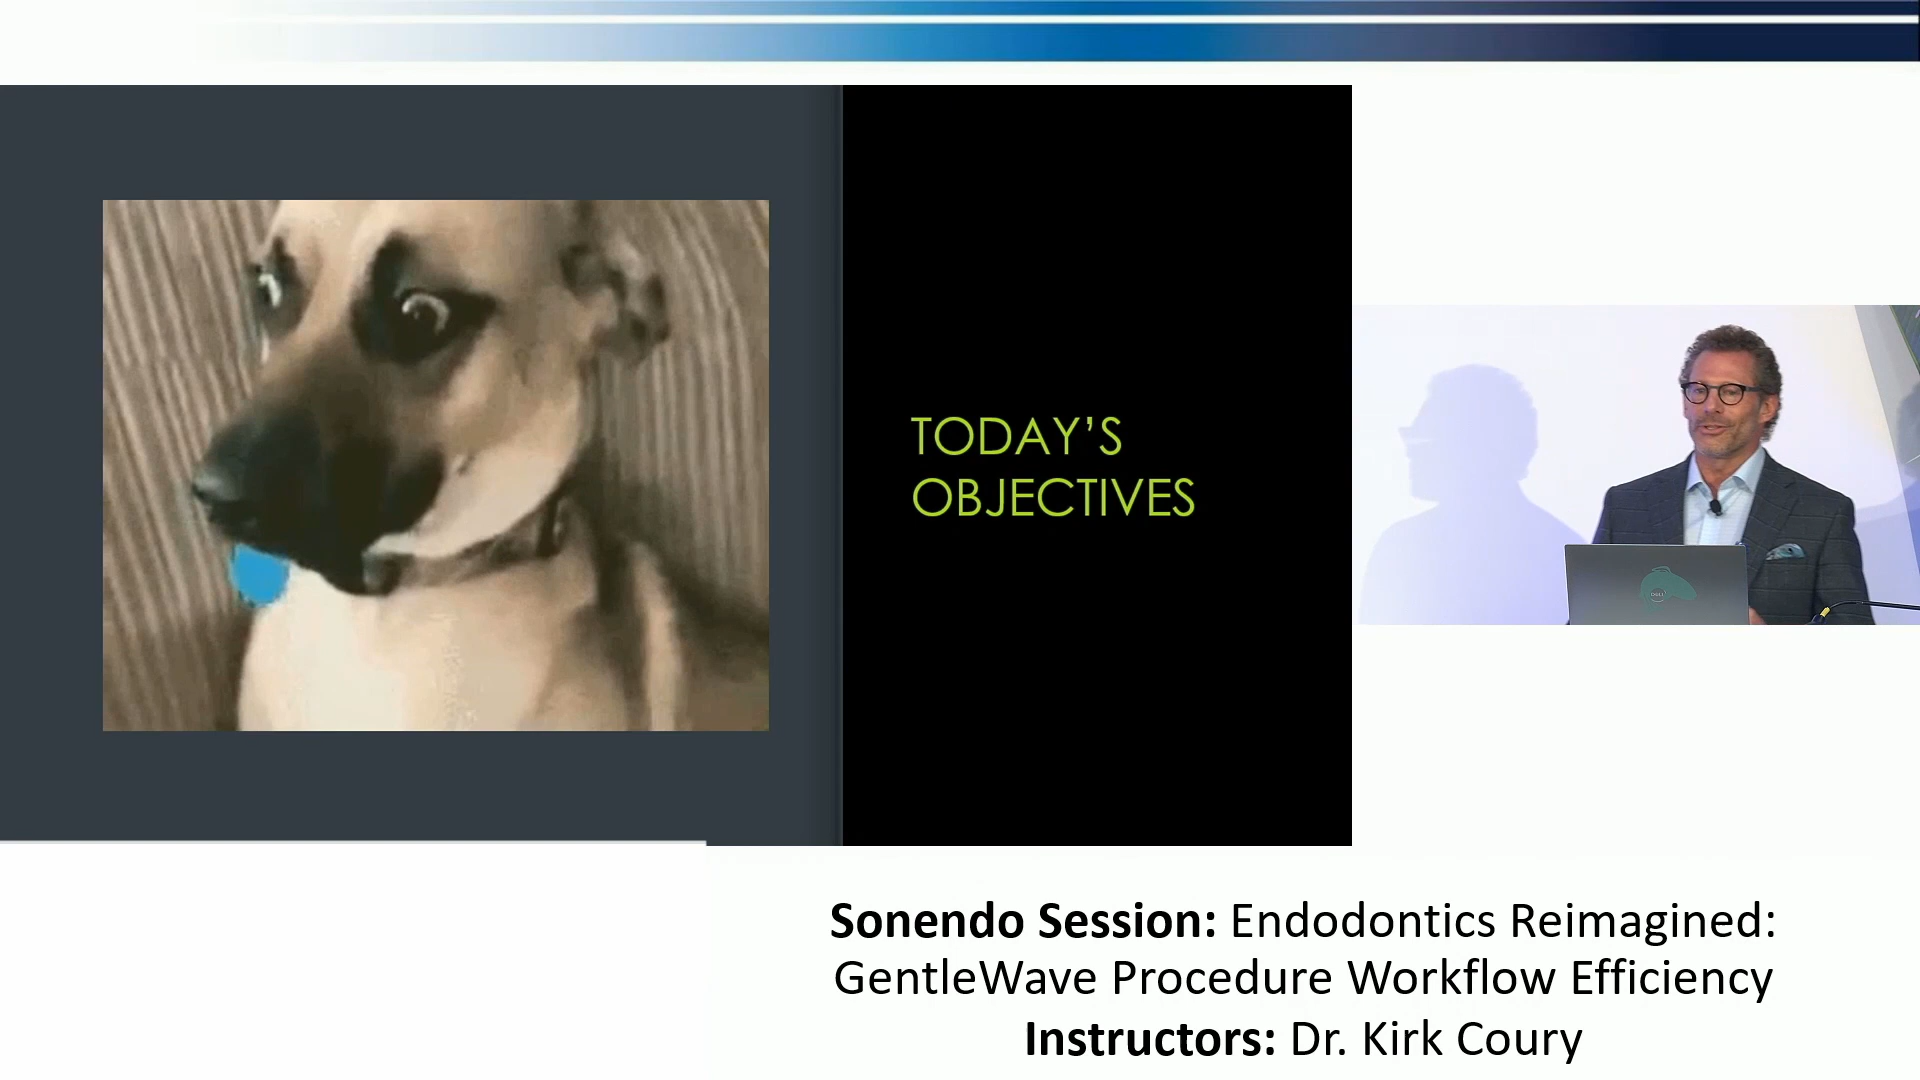 TODAY’S
OBJECTIVES
Sonendo Session: Endodontics Reimagined:
GentleWave Procedure Workflow Efficiency
Instructors: Dr. Kirk Coury